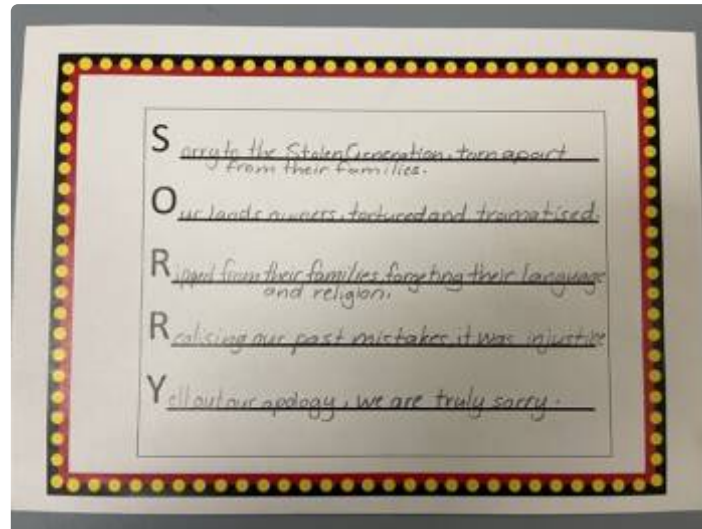 Sorry to the Stolen Generation, torn apart
from their families.
Our lands owners, tortured and tramatised.
Ripped from their families forgeting their language
and religion.
Realising our past mistakes, it was injustice
Yell out our apology, we are truly sorry.